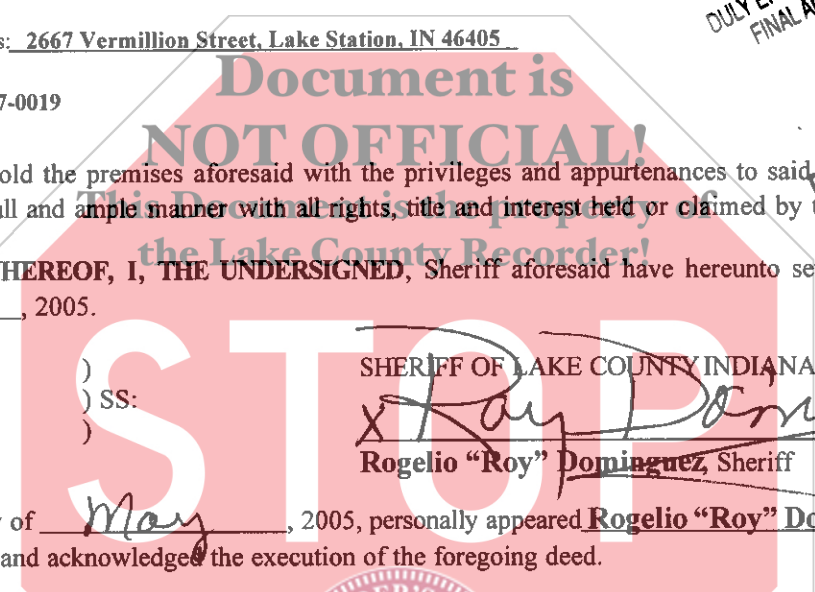 s: 2667 Vermillion Street, Lake Station, IN 46405
DULY
FINAL
Document is
7-0019
NOT OFFICIAL!
old the premises aforesaid with the privileges and appurtenances to said
This Document is the property of
ull and ample manner with all rights, title and interest held or claimed by t
the Lake County Recorder!
HEREOF, I, THE UNDERSIGNED, Sheriff aforesaid have hereunto se
, 2005.
STOP
) SHERIFF OF LAKE COUNTY INDIANA
) SS:
)
X Roy Dom
Rogelio “Roy” Dominguez, Sheriff
y of May, 2005, personally appeared Rogelio “Roy” Do
and acknowledged the execution of the foregoing deed.